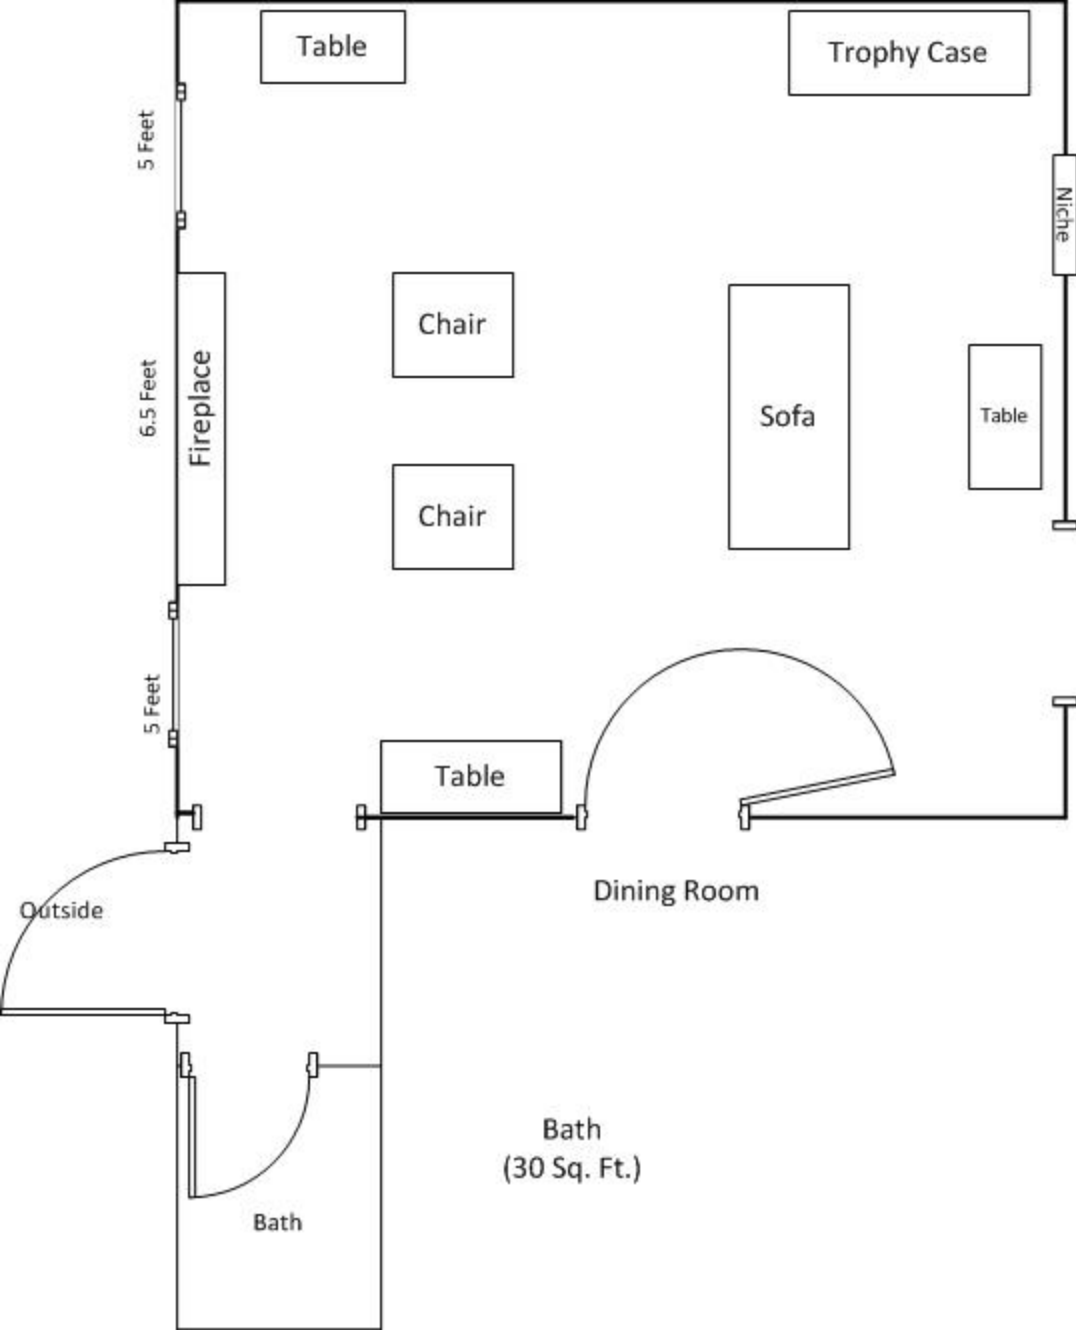 Table
Trophy Case
5 Feet
Niche
Chair
6.5 Feet
Fireplace
Sofa
Table
Chair
5 Feet
Table
Dining Room
Outside
Bath
(30 Sq. Ft.)
Bath